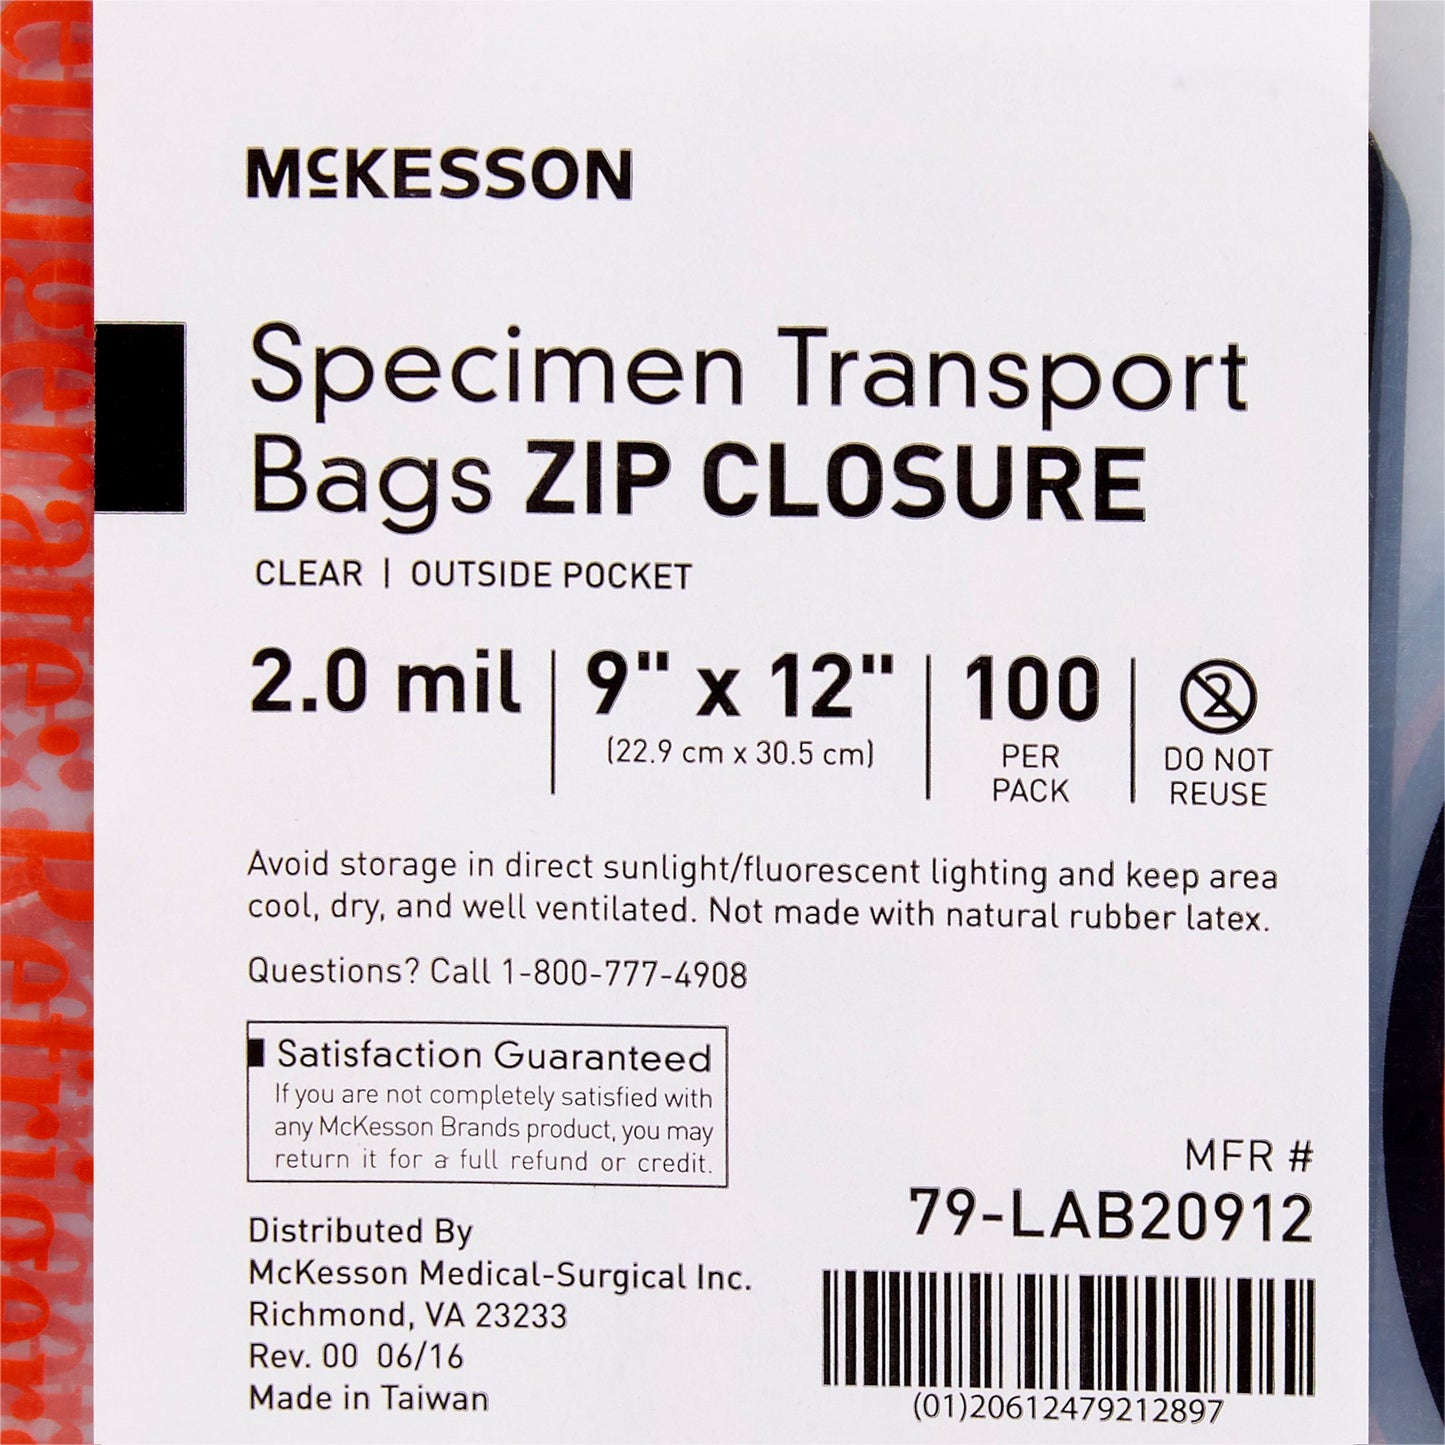 McKESSON
Specimen Transport
Bags ZIP CLOSURE
CLEAR | OUTSIDE POCKET
2.0 mil | 9" x 12" | 100
(22.9 cm x 30.5 cm)
PER
PACK
2
DO NOT
REUSE
Avoid storage in direct sunlight/fluorescent lighting and keep area
cool, dry, and well ventilated. Not made with natural rubber latex.
Questions? Call 1-800-777-4908
Satisfaction Guaranteed
If you are not completely satisfied with
any McKesson Brands product, you may
return it for a full refund or credit.
Distributed By
McKesson Medical-Surgical Inc.
Richmond, VA 23233
Rev. 00 06/16
Made in Taiwan
MFR #
79-LAB20912
(01)20612479212897